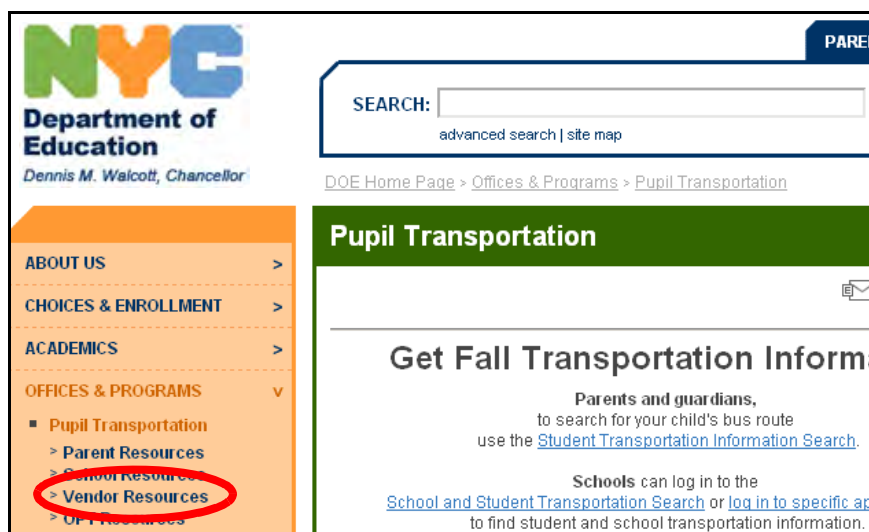 NYC
Department of
Education
Dennis M. Walcott, Chancellor
PARE
SEARCH:
advanced search | site map
DOE Home Page > Offices & Programs > Pupil Transportation
ABOUT US >
CHOICES & ENROLLMENT >
ACADEMICS >
OFFICES & PROGRAMS v
Pupil Transportation
> Parent Resources
> School Resources
> Vendor Resources
> OPT Resources
Pupil Transportation
Get Fall Transportation Informa
Parents and guardians,
to search for your child's bus route
use the Student Transportation Information Search.
Schools can log in to the
School and Student Transportation Search or log in to specific ap
to find student and school transportation information.